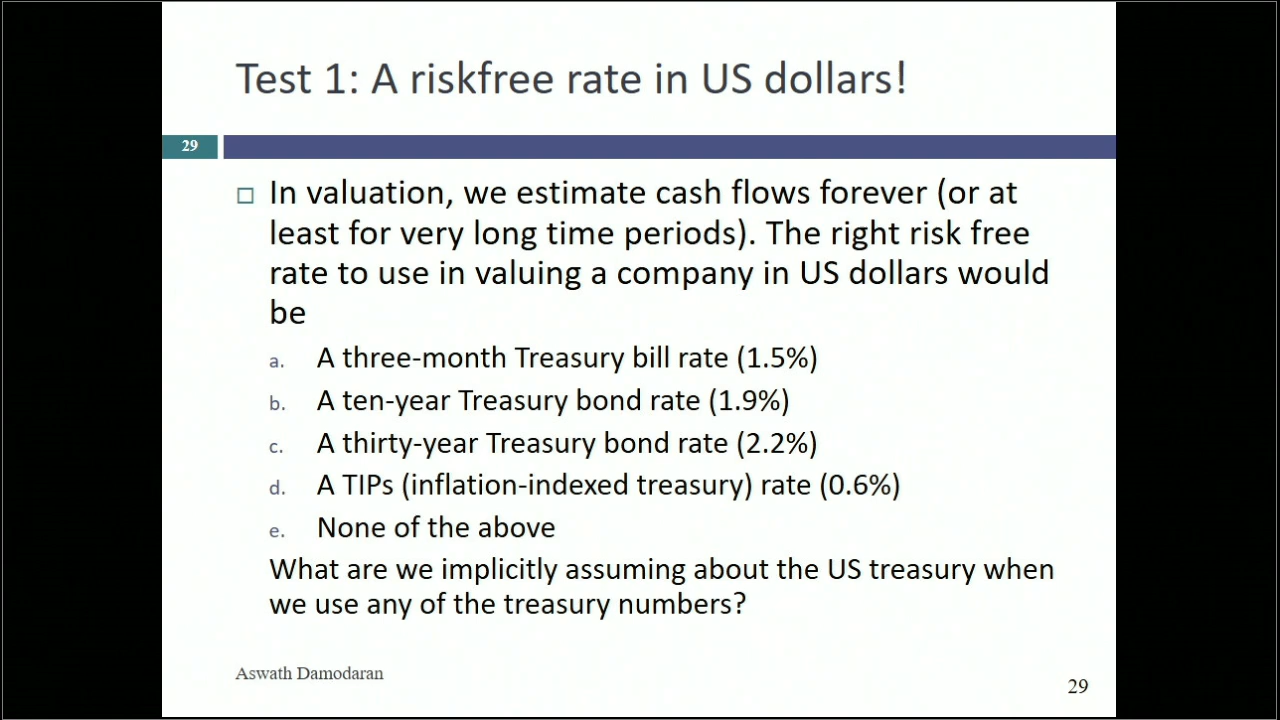 Test 1: A riskfree rate in US dollars!
29
In valuation, we estimate cash flows forever (or at
least for very long time periods). The right risk free
rate to use in valuing a company in US dollars would
be
a. A three-month Treasury bill rate (1.5%)
b. A ten-year Treasury bond rate (1.9%)
c. A thirty-year Treasury bond rate (2.2%)
d. A TIPs (inflation-indexed treasury) rate (0.6%)
e. None of the above
What are we implicitly assuming about the US treasury when
we use any of the treasury numbers?
Aswath Damodaran
29